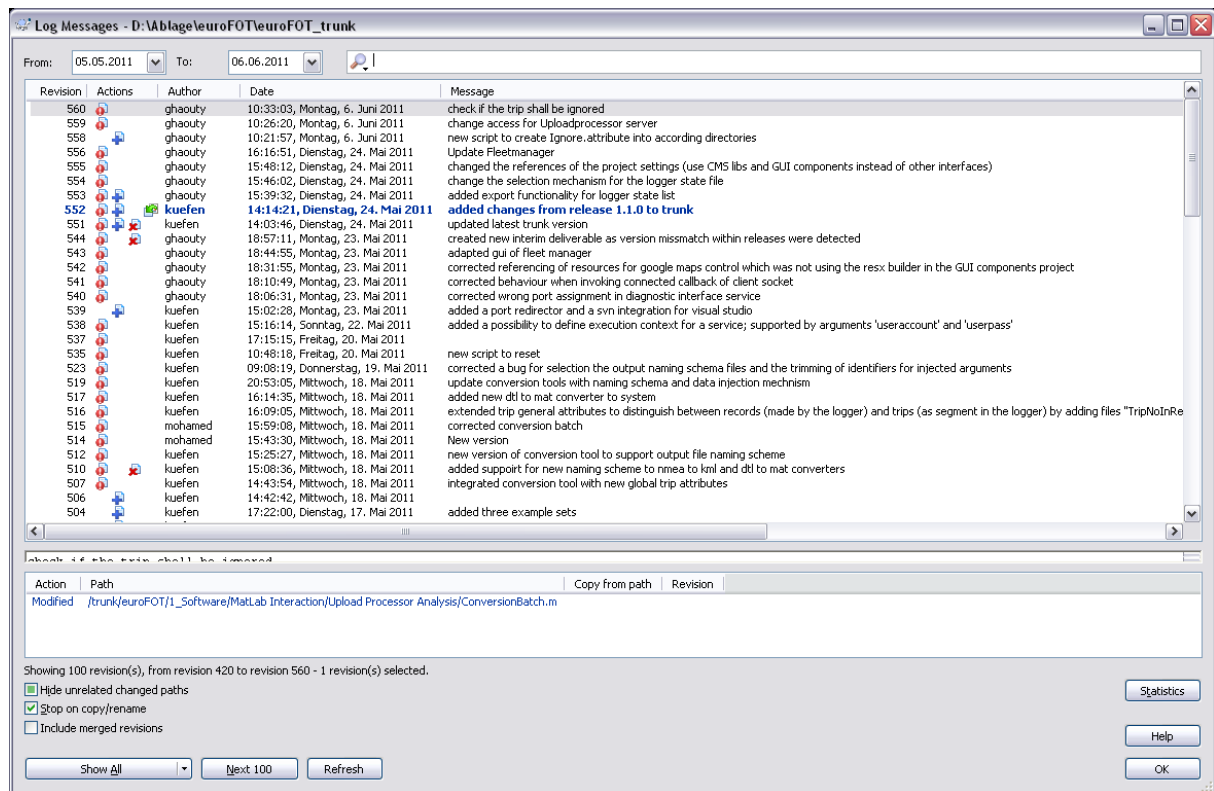 Log Messages - D:\Ablage\euroFOT\euroFOT_trunk
From: 05.05.2011 To: 06.06.2011
Revision Actions Author Date Message
560 ghaouty 10:33:03, Montag, 6. Juni 2011 check if the trip shall be ignored
559 ghaouty 10:26:20, Montag, 6. Juni 2011 change access for Uploadprocessor server
558 ghaouty 10:21:57, Montag, 6. Juni 2011 new script to create Ignore.attribute into according directories
556 ghaouty 16:16:51, Dienstag, 24. Mai 2011 Update Fleetmanager
555 ghaouty 15:48:12, Dienstag, 24. Mai 2011 changed the references of the project settings (use CMS libs and GUI components instead of other interfaces)
554 ghaouty 15:46:02, Dienstag, 24. Mai 2011 change the selection mechanism for the logger state file
553 ghaouty 15:39:32, Dienstag, 24. Mai 2011 added export functionality for logger state list
552 kuefen 14:14:21, Dienstag, 24. Mai 2011 added changes from release 1.1.0 to trunk
551 kuefen 14:03:46, Dienstag, 24. Mai 2011 updated latest trunk version
544 ghaouty 18:57:11, Montag, 23. Mai 2011 created new interim deliverable as version missmatch within releases were detected
543 ghaouty 18:44:55, Montag, 23. Mai 2011 adapted gui of fleet manager
542 ghaouty 18:31:55, Montag, 23. Mai 2011 corrected referencing of resources for google maps control which was not using the resx builder in the GUI components project
541 ghaouty 18:10:49, Montag, 23. Mai 2011 corrected behaviour when invoking connected callback of client socket
540 ghaouty 18:06:31, Montag, 23. Mai 2011 corrected wrong port assignment in diagnostic interface service
539 kuefen 15:02:28, Montag, 23. Mai 2011 added a port redirector and a svn integration for visual studio
538 kuefen 15:16:14, Sonntag, 22. Mai 2011 added a possibility to define execution context for a service; supported by arguments 'useraccount' and 'userpass'
537 kuefen 17:15:15, Freitag, 20. Mai 2011
535 kuefen 10:48:18, Freitag, 20. Mai 2011 new script to reset
523 kuefen 09:08:19, Donnerstag, 19. Mai 2011 corrected a bug for selection the output naming schema files and the trimming of identifiers for injected arguments
519 kuefen 20:53:05, Mittwoch, 18. Mai 2011 update conversion tools with naming schema and data injection mechnism
517 kuefen 16:14:35, Mittwoch, 18. Mai 2011 added new dtl to mat converter to system
516 kuefen 16:09:05, Mittwoch, 18. Mai 2011 extended trip general attributes to distinguish between records (made by the logger) and trips (as segment in the logger) by adding files "TripNoInRe
515 mohamed 15:59:08, Mittwoch, 18. Mai 2011 corrected conversion batch
514 mohamed 15:43:30, Mittwoch, 18. Mai 2011 New version
512 kuefen 15:25:27, Mittwoch, 18. Mai 2011 new version of conversion tool to support output file naming scheme
510 kuefen 15:08:36, Mittwoch, 18. Mai 2011 added suppoirt for new naming scheme to nmea to kml and dtl to mat converters
507 kuefen 14:43:54, Mittwoch, 18. Mai 2011 integrated conversion tool with new global trip attributes
506 kuefen 14:42:42, Mittwoch, 18. Mai 2011
504 kuefen 17:22:00, Dienstag, 17. Mai 2011 added three example sets
check if the trip shall be ignored
Action Path Copy from path Revision
Modified /trunk/euroFOT/1_Software/MatLab Interaction/Upload Processor Analysis/ConversionBatch.m
Showing 100 revision(s), from revision 420 to revision 560 - 1 revision(s) selected.
Hide unrelated changed paths
Statistics
Stop on copy/rename
Include merged revisions
Help
Show All Next 100 Refresh OK